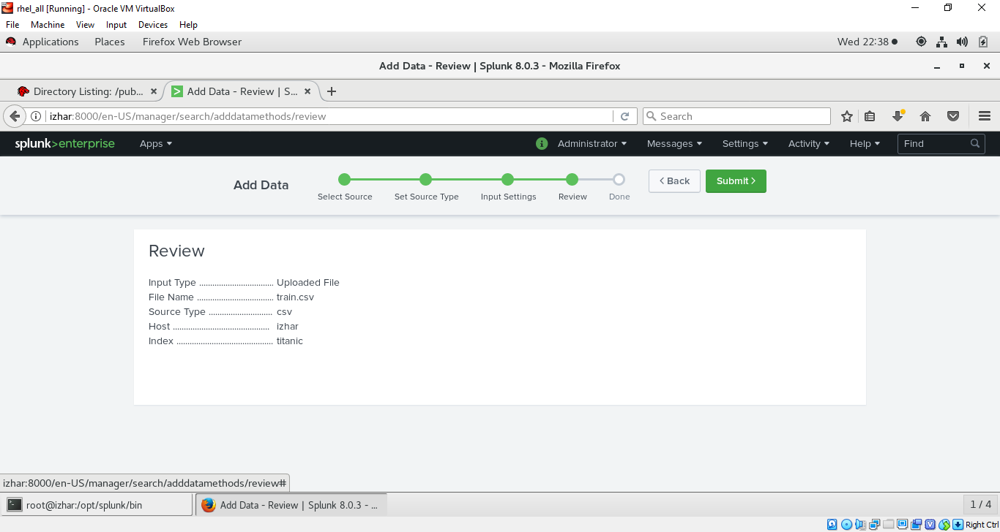 rhel_all [Running] - Oracle VM VirtualBox
File Machine View Input Devices Help
Applications Places Firefox Web Browser Wed 22:38
Add Data - Review | Splunk 8.0.3 - Mozilla Firefox
Directory Listing: /pub... Add Data - Review | S...
izhar:8000/en-US/manager/search/adddatamethods/review Search
splunk>enterprise Apps i Administrator Messages Settings Activity Help Find
Add Data Select Source Set Source Type Input Settings Review Done < Back Submit >
Review
Input Type .................................. Uploaded File
File Name ................................... train.csv
Source Type ............................. csv
Host ............................................ izhar
Index ............................................ titanic
izhar:8000/en-US/manager/search/adddatamethods/review#
root@izhar:/opt/splunk/bin Add Data - Review | Splunk 8.0.3 - ... 1 / 4
Right Ctrl